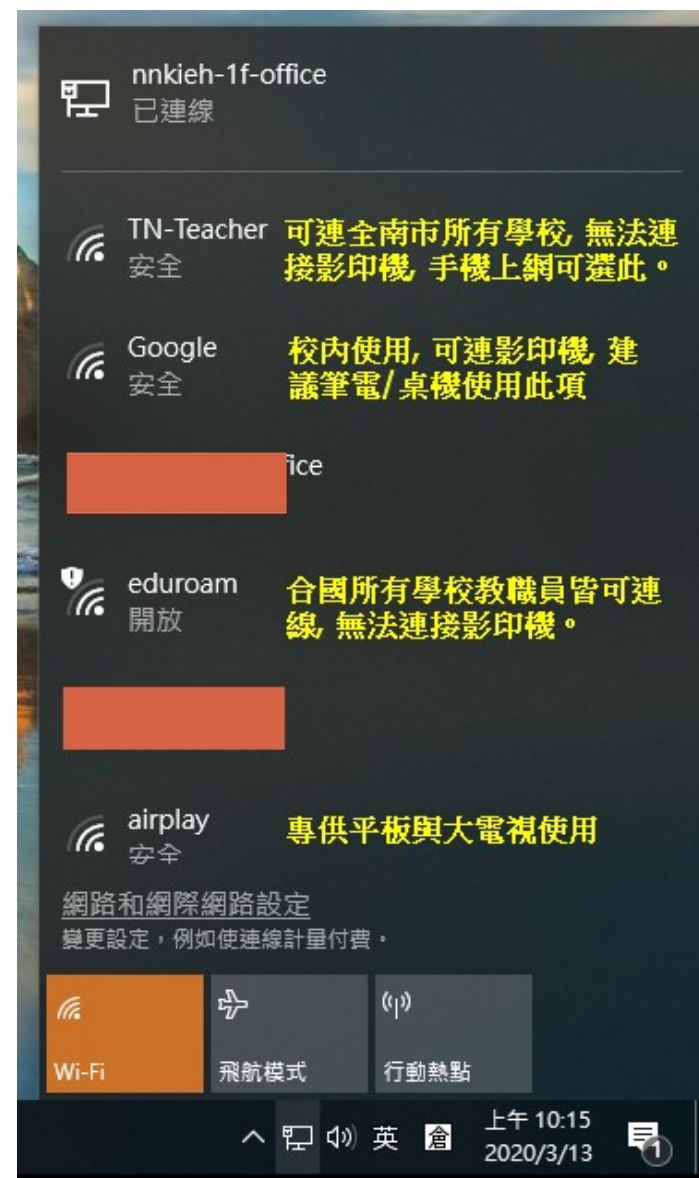 nnkieh-1f-office
已連線
TN-Teacher
安全
可連全南市所有學校, 無法連
接影印機, 手機上網可選此。
Google
安全
校內使用, 可連影印機, 建
議筆電/桌機使用此項
fice
eduroam
開放
合國所有學校教職員皆可連
線, 無法連接影印機。
airplay
安全
專供平板與大電視使用
網路和網際網路設定
變更設定，例如使連線計量付費。
Wi-Fi
飛航模式
行動熱點
英
倉
上午 10:15
2020/3/13
1